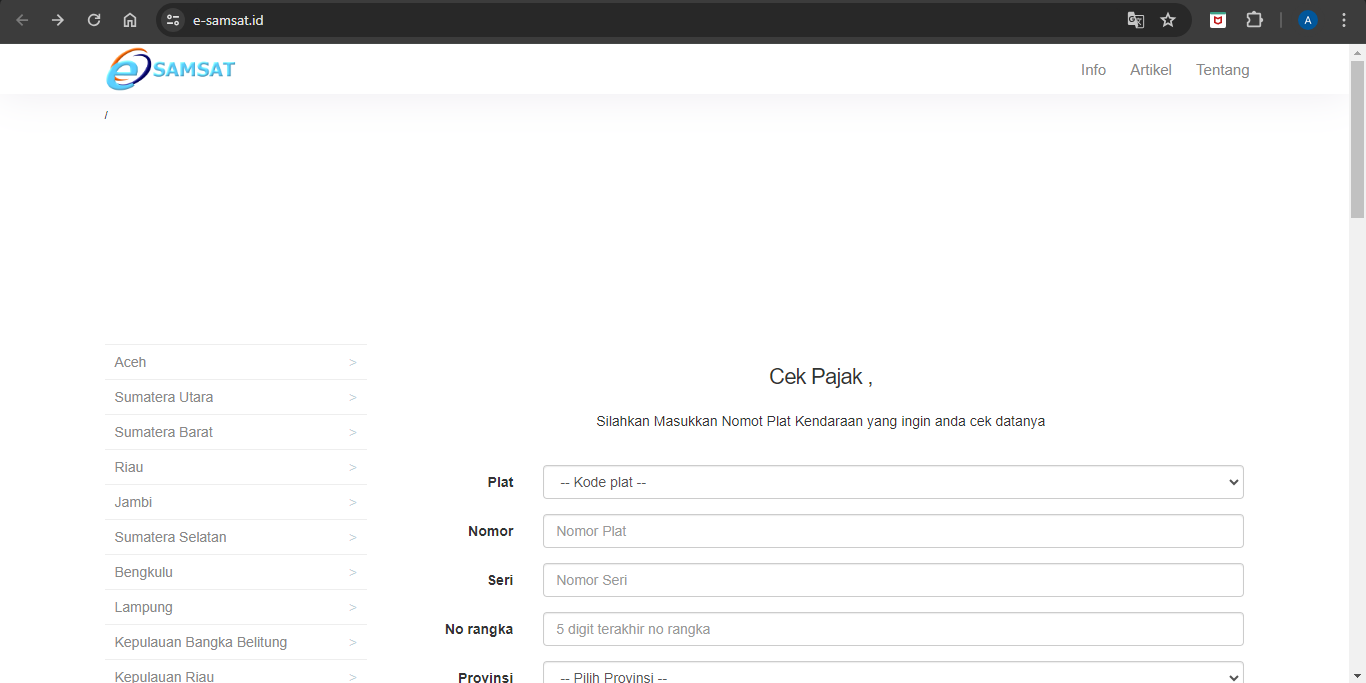 e-samsat.id
A
eSAMSAT
Info
Artikel
Tentang
/
Aceh >
Sumatera Utara >
Sumatera Barat >
Riau >
Jambi >
Sumatera Selatan >
Bengkulu >
Lampung >
Kepulauan Bangka Belitung >
Kepulauan Riau >
Cek Pajak ,
Silahkan Masukkan Nomot Plat Kendaraan yang ingin anda cek datanya
Plat -- Kode plat --
Nomor Nomor Plat
Seri Nomor Seri
No rangka 5 digit terakhir no rangka
Provinsi -- Pilih Provinsi --